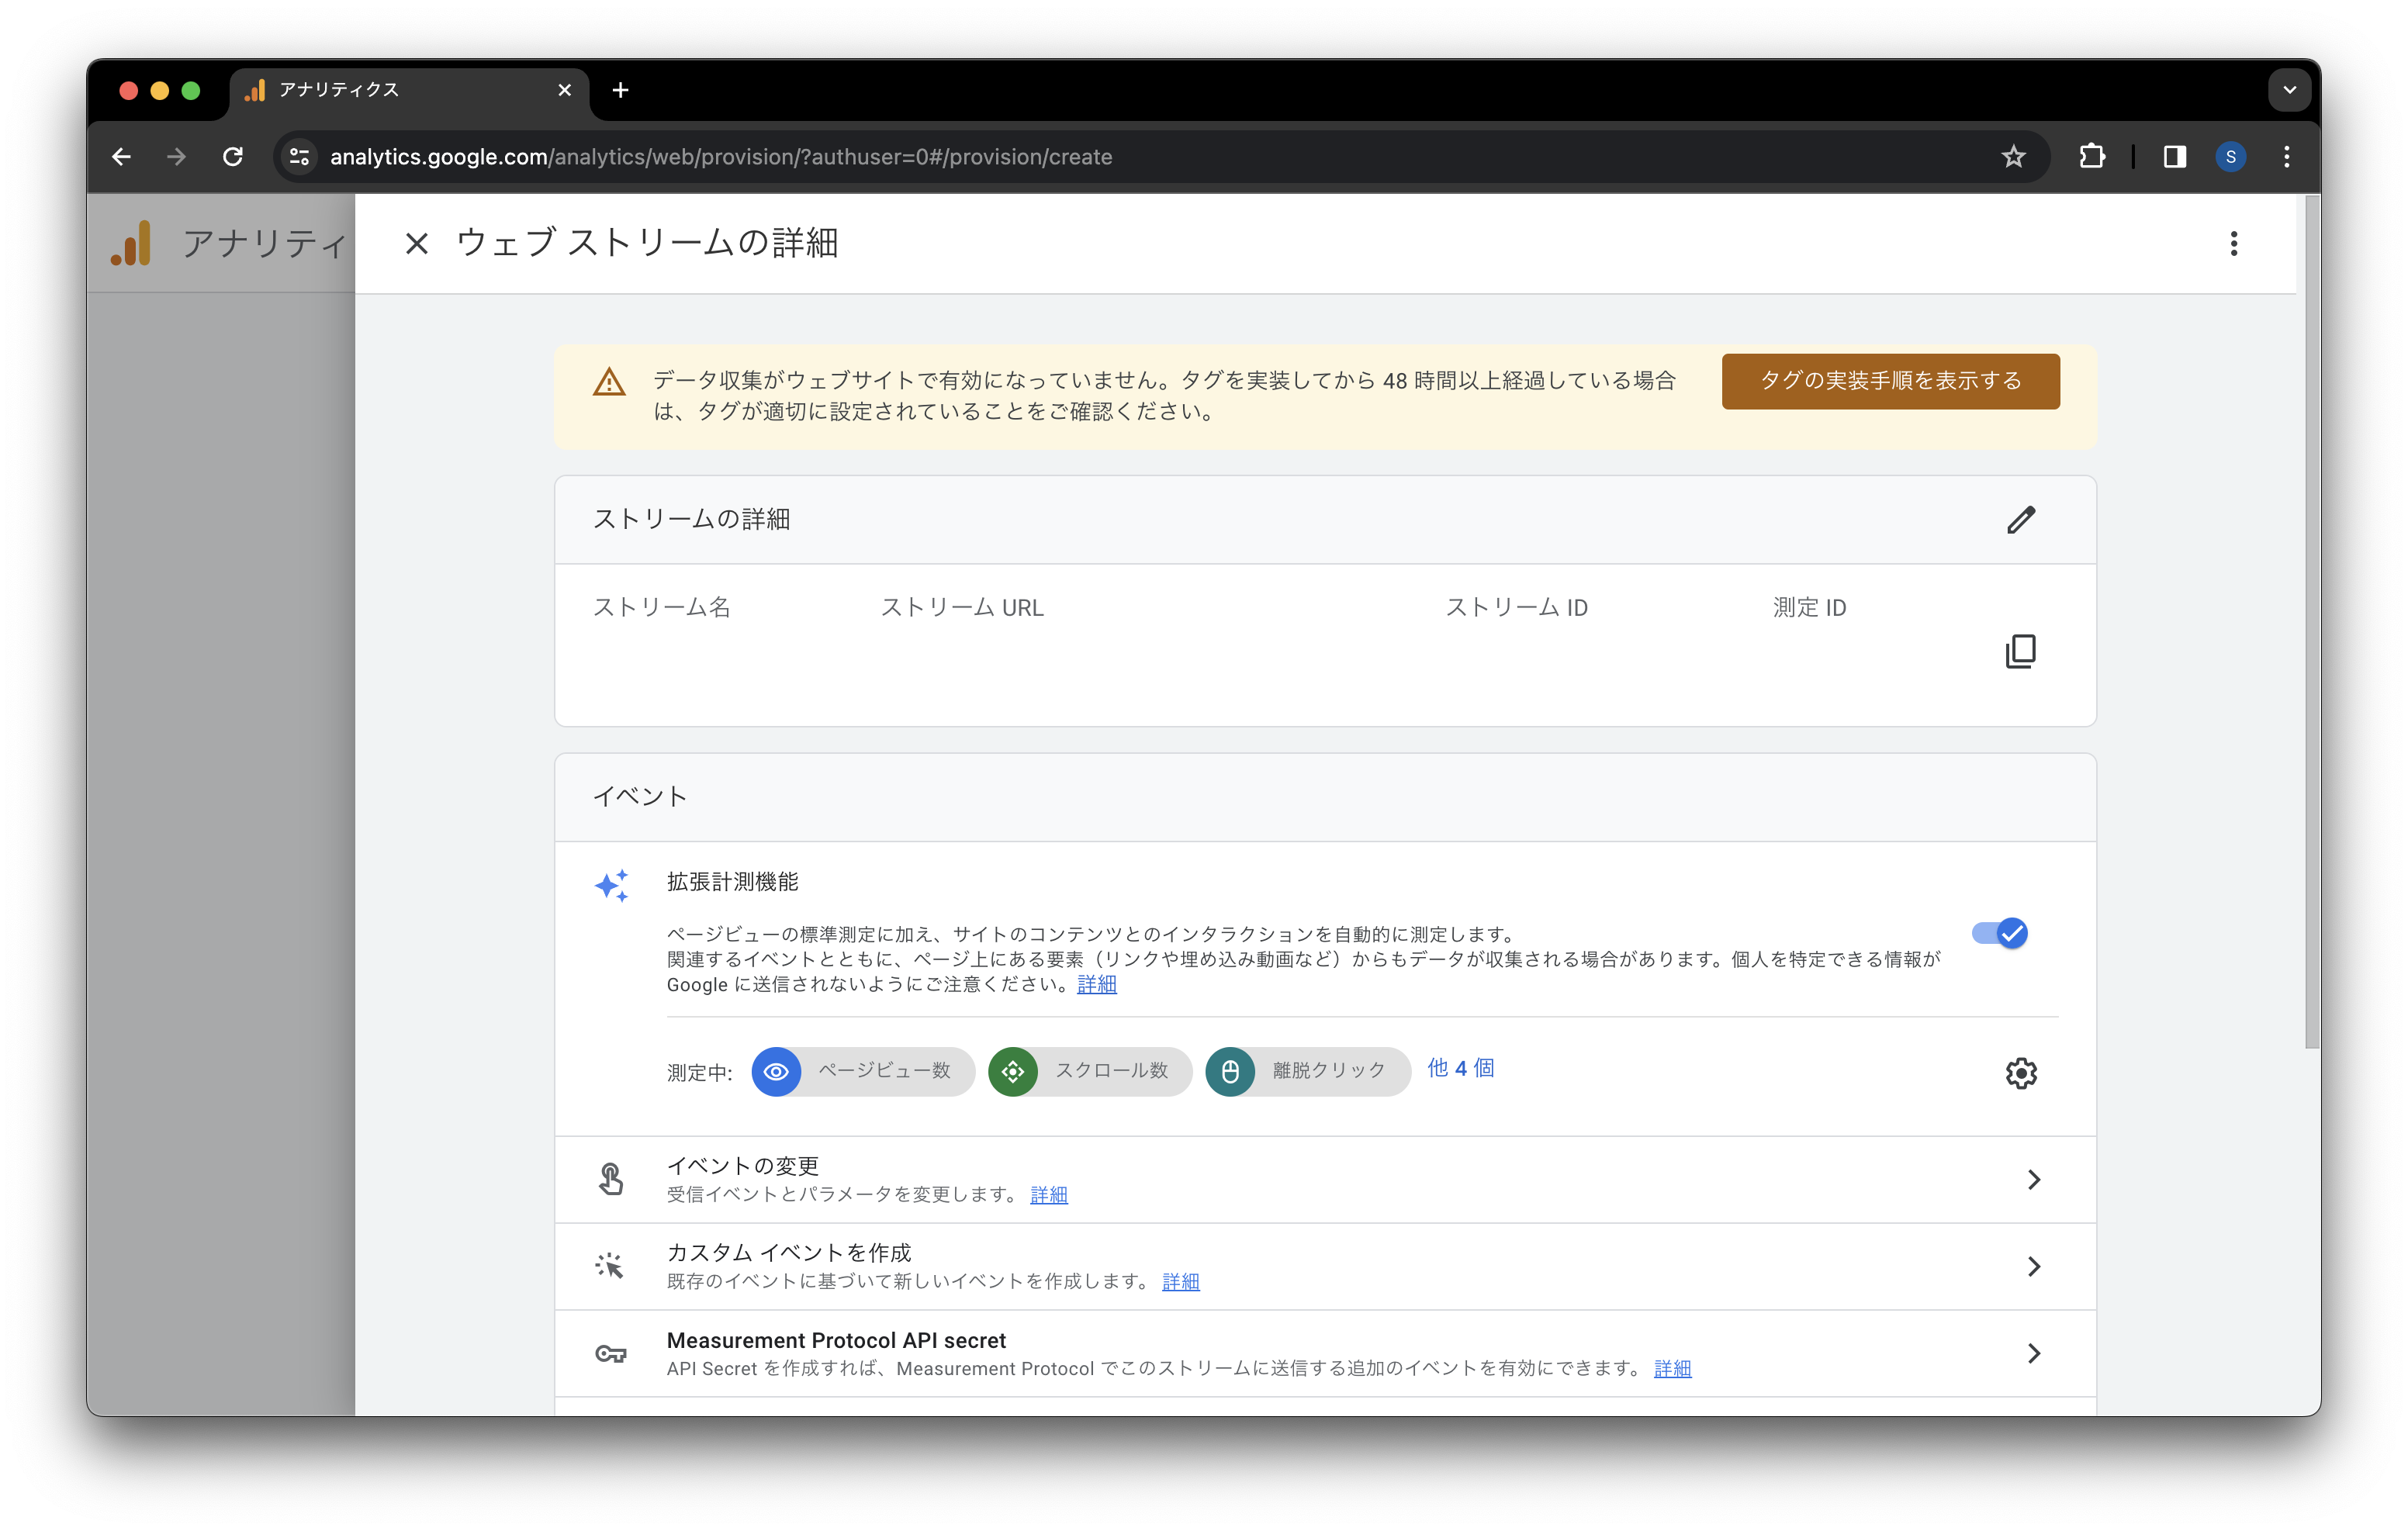 アナリティクス
analytics.google.com/analytics/web/provision/?authuser=0#/provision/create
S
アナリティ
ウェブ ストリームの詳細
データ収集がウェブサイトで有効になっていません。タグを実装してから 48 時間以上経過している場合
は、タグが適切に設定されていることをご確認ください。
タグの実装手順を表示する
ストリームの詳細
ストリーム名 ストリーム URL ストリーム ID 測定 ID
イベント
拡張計測機能
ページビューの標準測定に加え、サイトのコンテンツとのインタラクションを自動的に測定します。
関連するイベントとともに、ページ上にある要素（リンクや埋め込み動画など）からもデータが収集される場合があります。個人を特定できる情報が
Google に送信されないようにご注意ください。詳細
測定中: ページビュー数 スクロール数 離脱クリック 他 4 個
イベントの変更
受信イベントとパラメータを変更します。 詳細
カスタム イベントを作成
既存のイベントに基づいて新しいイベントを作成します。 詳細
Measurement Protocol API secret
API Secret を作成すれば、Measurement Protocol でこのストリームに送信する追加のイベントを有効にできます。 詳細